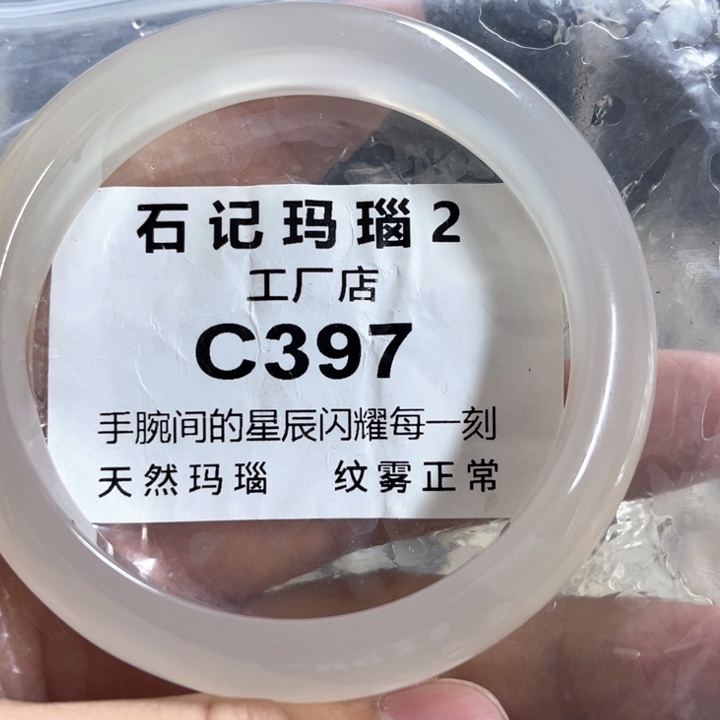 石记玛瑙2
工厂店
C397
手腕间的星辰闪耀每一刻
天然玛瑙 纹雾正常